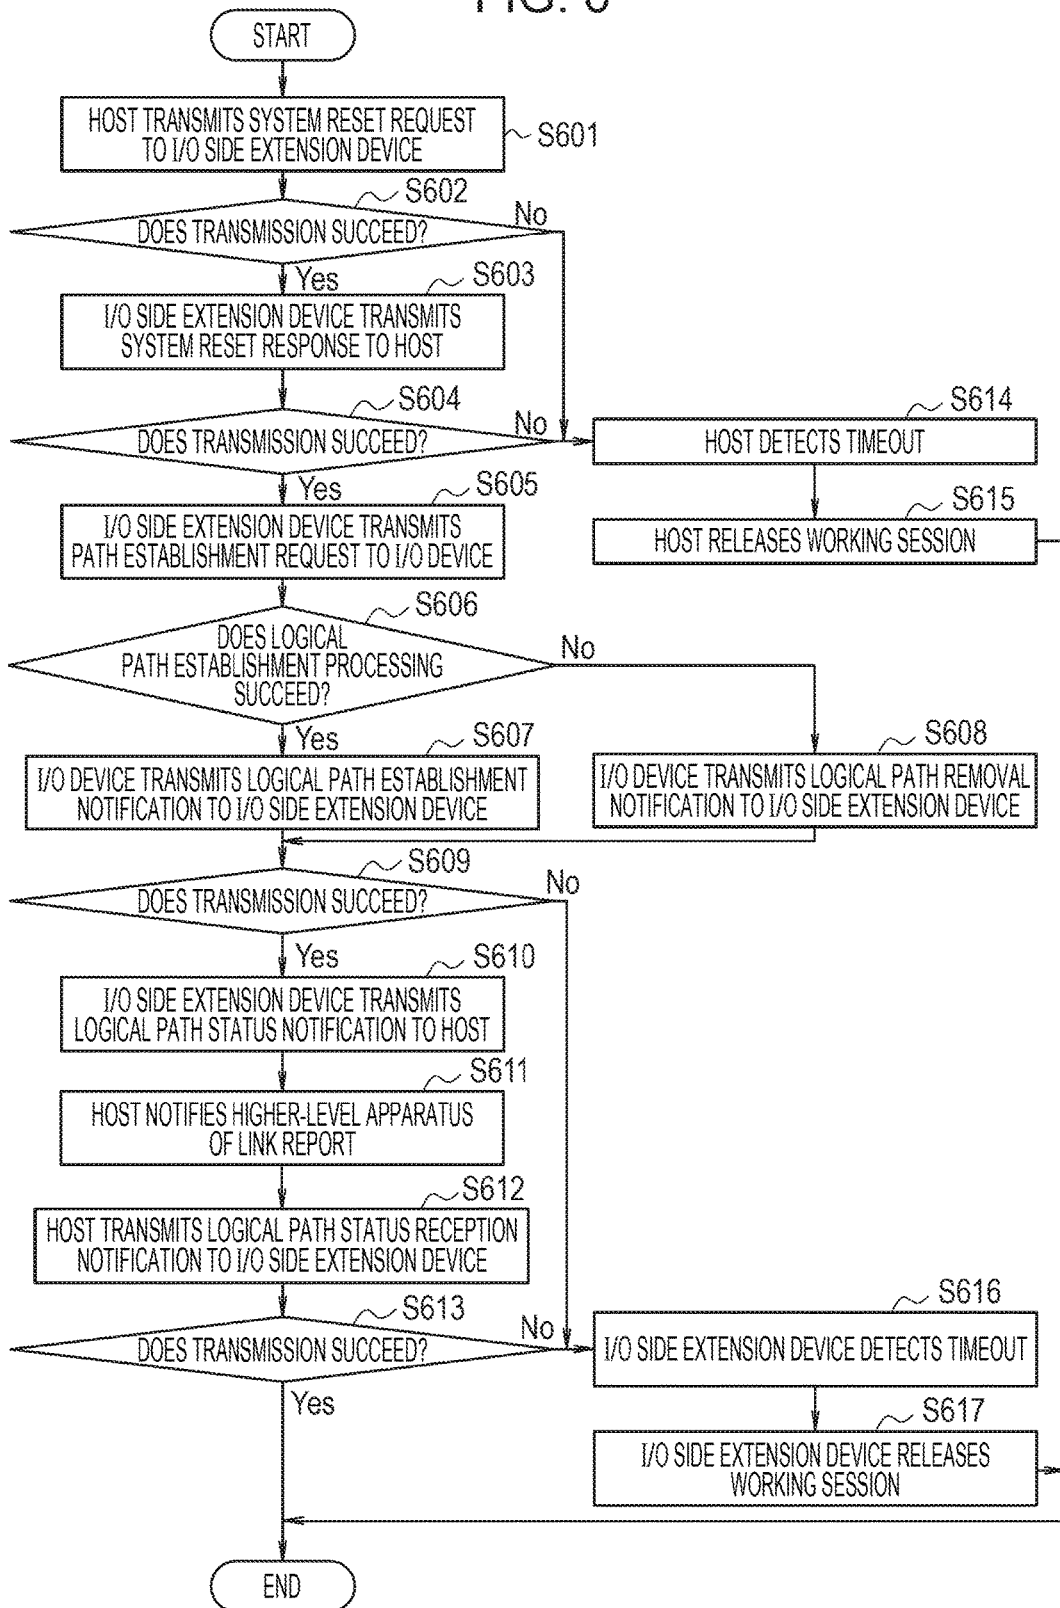 START
HOST TRANSMITS SYSTEM RESET REQUEST
TO I/O SIDE EXTENSION DEVICE
S601
S602
DOES TRANSMISSION SUCCEED?
No
Yes
S603
I/O SIDE EXTENSION DEVICE TRANSMITS
SYSTEM RESET RESPONSE TO HOST
S604
DOES TRANSMISSION SUCCEED?
No
Yes
S614
HOST DETECTS TIMEOUT
S605
I/O SIDE EXTENSION DEVICE TRANSMITS
PATH ESTABLISHMENT REQUEST TO I/O DEVICE
S615
HOST RELEASES WORKING SESSION
S606
DOES LOGICAL
PATH ESTABLISHMENT PROCESSING
SUCCEED?
No
Yes
S607
I/O DEVICE TRANSMITS LOGICAL PATH ESTABLISHMENT
NOTIFICATION TO I/O SIDE EXTENSION DEVICE
S608
I/O DEVICE TRANSMITS LOGICAL PATH REMOVAL
NOTIFICATION TO I/O SIDE EXTENSION DEVICE
S609
DOES TRANSMISSION SUCCEED?
No
Yes
S610
I/O SIDE EXTENSION DEVICE TRANSMITS
LOGICAL PATH STATUS NOTIFICATION TO HOST
S611
HOST NOTIFIES HIGHER-LEVEL APPARATUS
OF LINK REPORT
S612
HOST TRANSMITS LOGICAL PATH STATUS RECEPTION
NOTIFICATION TO I/O SIDE EXTENSION DEVICE
S613
DOES TRANSMISSION SUCCEED?
No
Yes
S616
I/O SIDE EXTENSION DEVICE DETECTS TIMEOUT
S617
I/O SIDE EXTENSION DEVICE RELEASES
WORKING SESSION
END